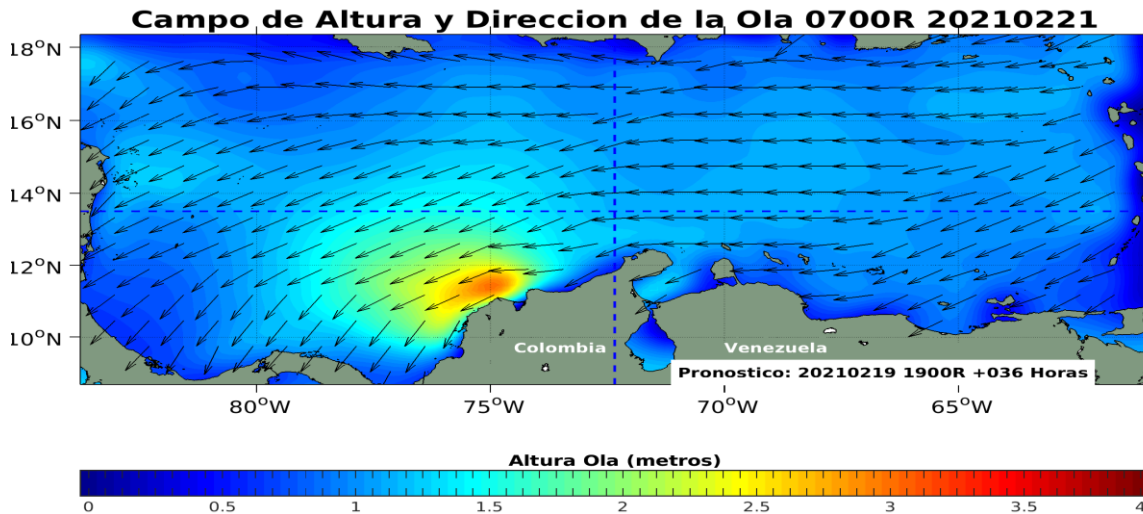 Campo de Altura y Direccion de la Ola 0700R 20210221
18°N
16°N
14°N
12°N
10°N
Colombia
Venezuela
Pronostico: 20210219 1900R +036 Horas
80°W
75°W
70°W
65°W
Altura Ola (metros)
0 0.5 1 1.5 2 2.5 3 3.5 4